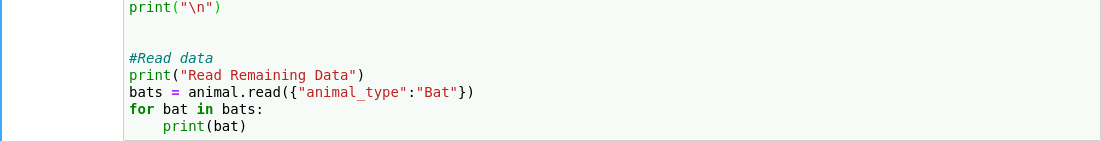 print("\n")
#Read data
print("Read Remaining Data")
bats = animal.read({"animal_type":"Bat"})
for bat in bats:
    print(bat)